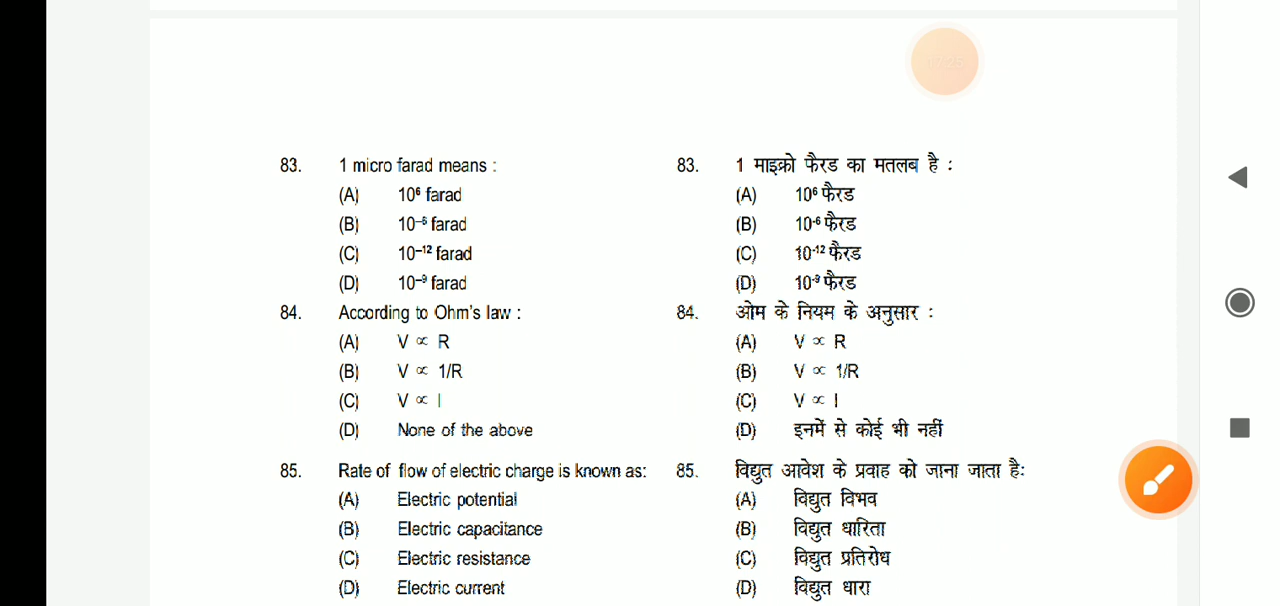 83. 1 micro farad means :
(A) 10⁶ farad
(B) 10⁻⁶ farad
(C) 10⁻¹² farad
(D) 10⁻⁹ farad
84. According to Ohm's law :
(A) V ∝ R
(B) V ∝ 1/R
(C) V ∝ I
(D) None of the above
85. Rate of flow of electric charge is known as:
(A) Electric potential
(B) Electric capacitance
(C) Electric resistance
(D) Electric current
83. 1 माइक्रो फैरड का मतलब है :
(A) 10⁶ फैरड
(B) 10⁻⁶ फैरड
(C) 10⁻¹² फैरड
(D) 10⁻⁹ फैरड
84. ओम के नियम के अनुसार :
(A) V ∝ R
(B) V ∝ 1/R
(C) V ∝ I
(D) इनमें से कोई भी नहीं
85. विद्युत आवेश के प्रवाह को जाना जाता है:
(A) विद्युत विभव
(B) विद्युत धारिता
(C) विद्युत प्रतिरोध
(D) विद्युत धारा